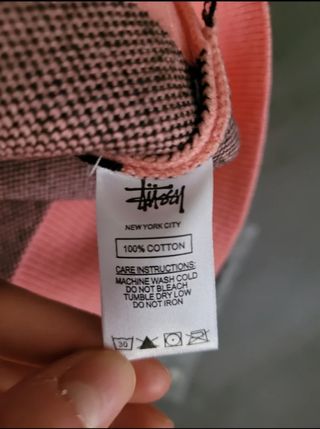 Stüssy
NEW YORK CITY
100% COTTON
CARE INSTRUCTIONS:
MACHINE WASH COLD
DO NOT BLEACH
TUMBLE DRY LOW
DO NOT IRON
30